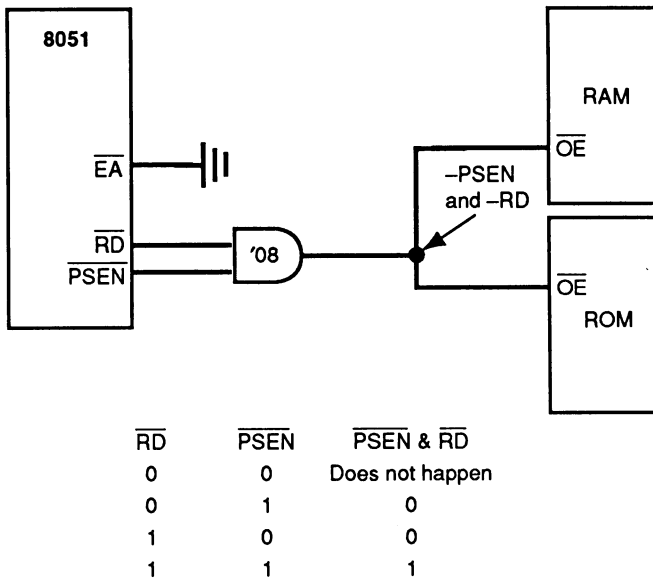 8051
RAM
EA
OE
–PSEN
and –RD
RD
'08
PSEN
OE
ROM
RD PSEN PSEN & RD
0 0 Does not happen
0 1 0
1 0 0
1 1 1